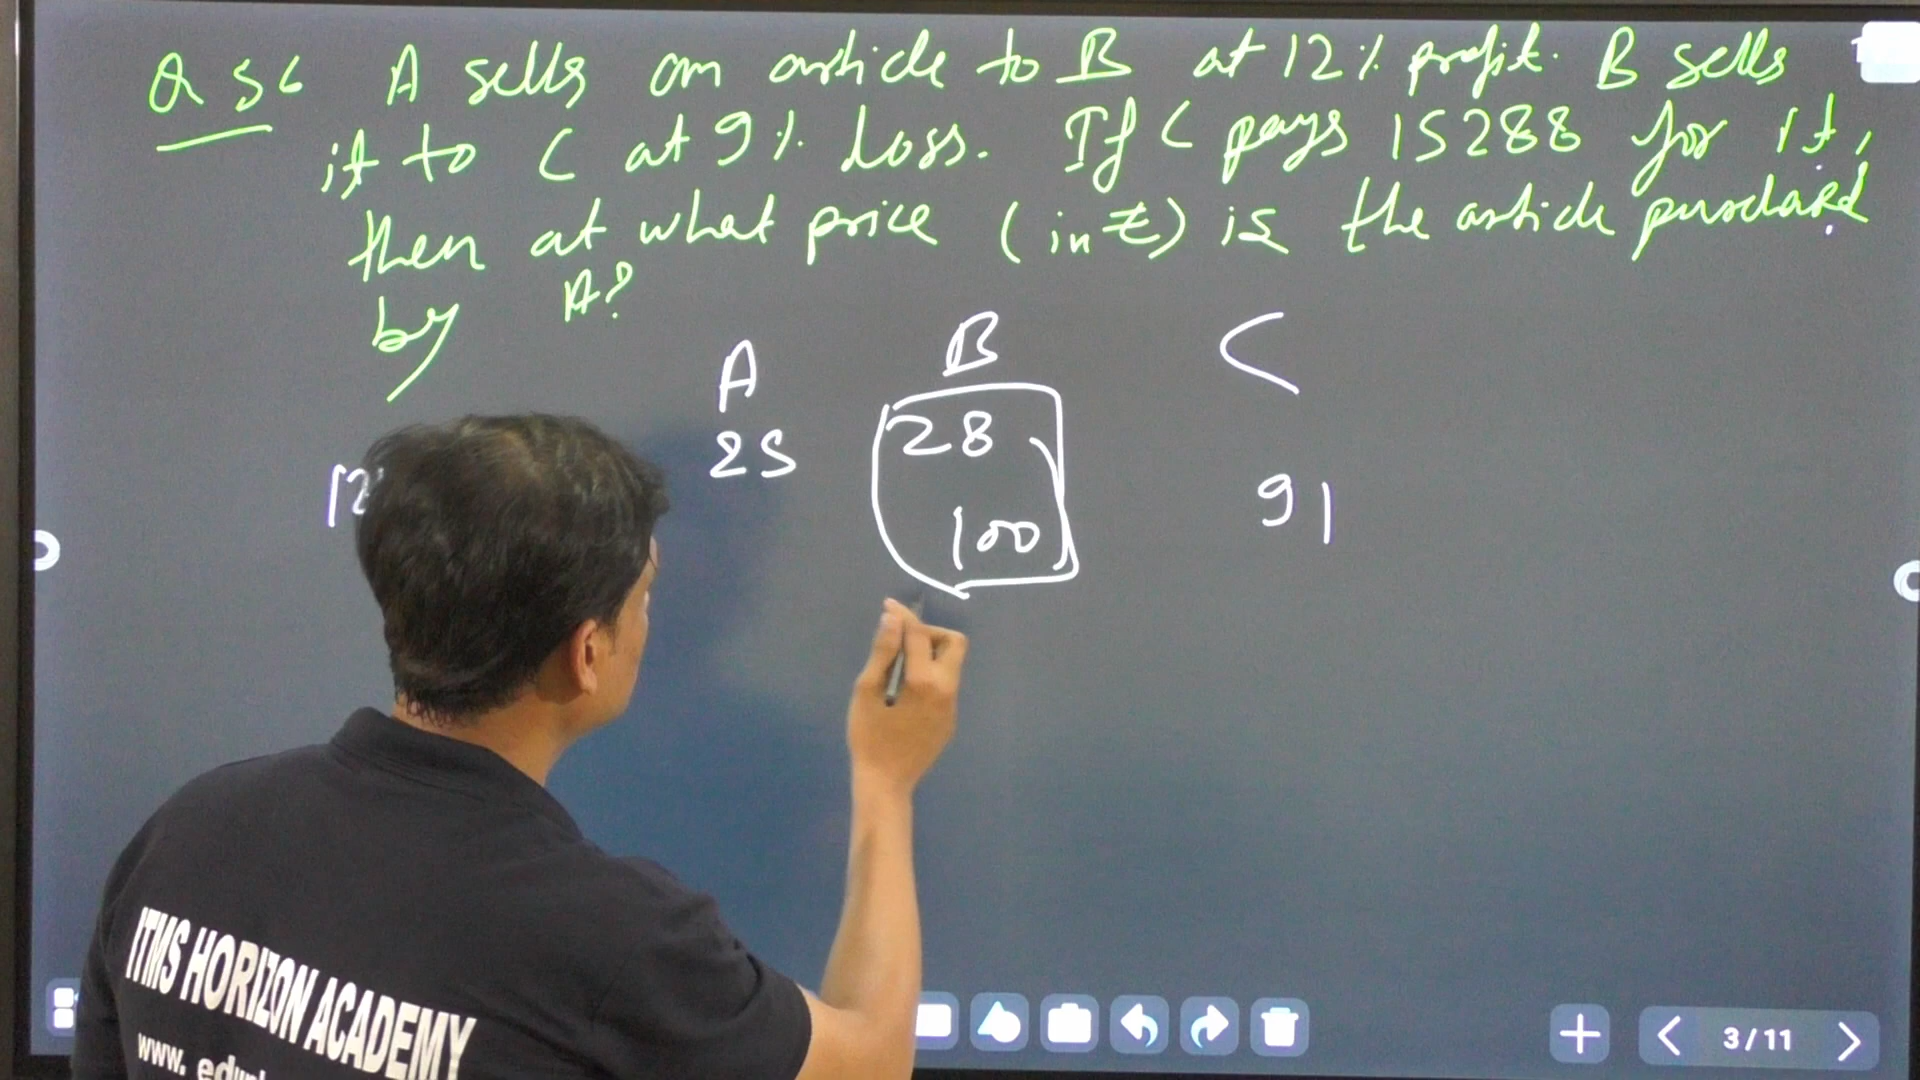 Q 56 A sells an article to B at 12% profit. B sells
it to C at 9% Loss. If C pays 15288 for it,
then at what price (in ₹) is the article purchased
by A?
A B C
25 28 91
12
100
ITMS HORIZON ACADEMY
www.
3/11